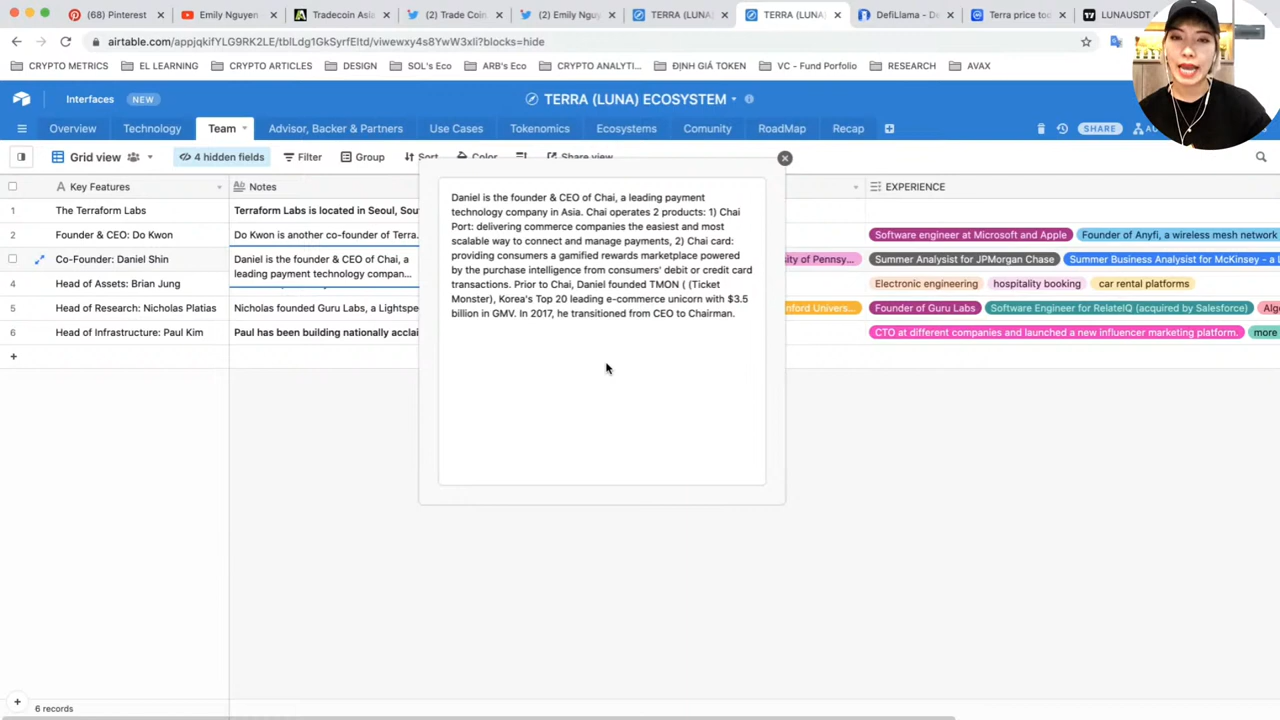 (68) Pinterest
Emily Nguyen
Tradecoin Asia
(2) Trade Coin
(2) Emily Nguye
TERRA (LUNA)
TERRA (LUNA)
DefiLlama - De
Terra price tod
LUNAUSDT
airtable.com/appjqkifYLG9RK2LE/tblLdg1GkSyrfEltd/viwewxy4s8YwW3xli?blocks=hide
CRYPTO METRICS
EL LEARNING
CRYPTO ARTICLES
DESIGN
SOL's Eco
ARB's Eco
CRYPTO ANALYTI...
ĐỊNH GIÁ TOKEN
VC - Fund Porfolio
RESEARCH
AVAX
Interfaces
NEW
TERRA (LUNA) ECOSYSTEM
Overview
Technology
Team
Advisor, Backer & Partners
Use Cases
Tokenomics
Ecosystems
Comunity
RoadMap
Recap
SHARE
Grid view
4 hidden fields
Filter
Group
Sort
Color
Share view
Key Features
Notes
EXPERIENCE
1 The Terraform Labs
Terraform Labs is located in Seoul, Sou
2 Founder & CEO: Do Kwon
Do Kwon is another co-founder of Terra.
Software engineer at Microsoft and Apple
Founder of Anyfi, a wireless mesh network
Co-Founder: Daniel Shin
Daniel is the founder & CEO of Chai, a
leading payment technology compan...
sity of Pennsy...
Summer Analyst for JPMorgan Chase
Summer Business Analyist for McKinsey - a
4 Head of Assets: Brian Jung
Electronic engineering
hospitality booking
car rental platforms
5 Head of Research: Nicholas Platias
Nicholas founded Guru Labs, a Lightspe
nford Univers...
Founder of Guru Labs
Software Engineer for RelateIQ (acquired by Salesforce)
Algo
6 Head of Infrastructure: Paul Kim
Paul has been building nationally acclai
CTO at different companies and launched a new influencer marketing platform.
more
Daniel is the founder & CEO of Chai, a leading payment
technology company in Asia. Chai operates 2 products: 1) Chai
Port: delivering commerce companies the easiest and most
scalable way to connect and manage payments, 2) Chai card:
providing consumers a gamified rewards marketplace powered
by the purchase intelligence from consumers' debit or credit card
transactions. Prior to Chai, Daniel founded TMON ( (Ticket
Monster), Korea's Top 20 leading e-commerce unicorn with $3.5
billion in GMV. In 2017, he transitioned from CEO to Chairman.
6 records